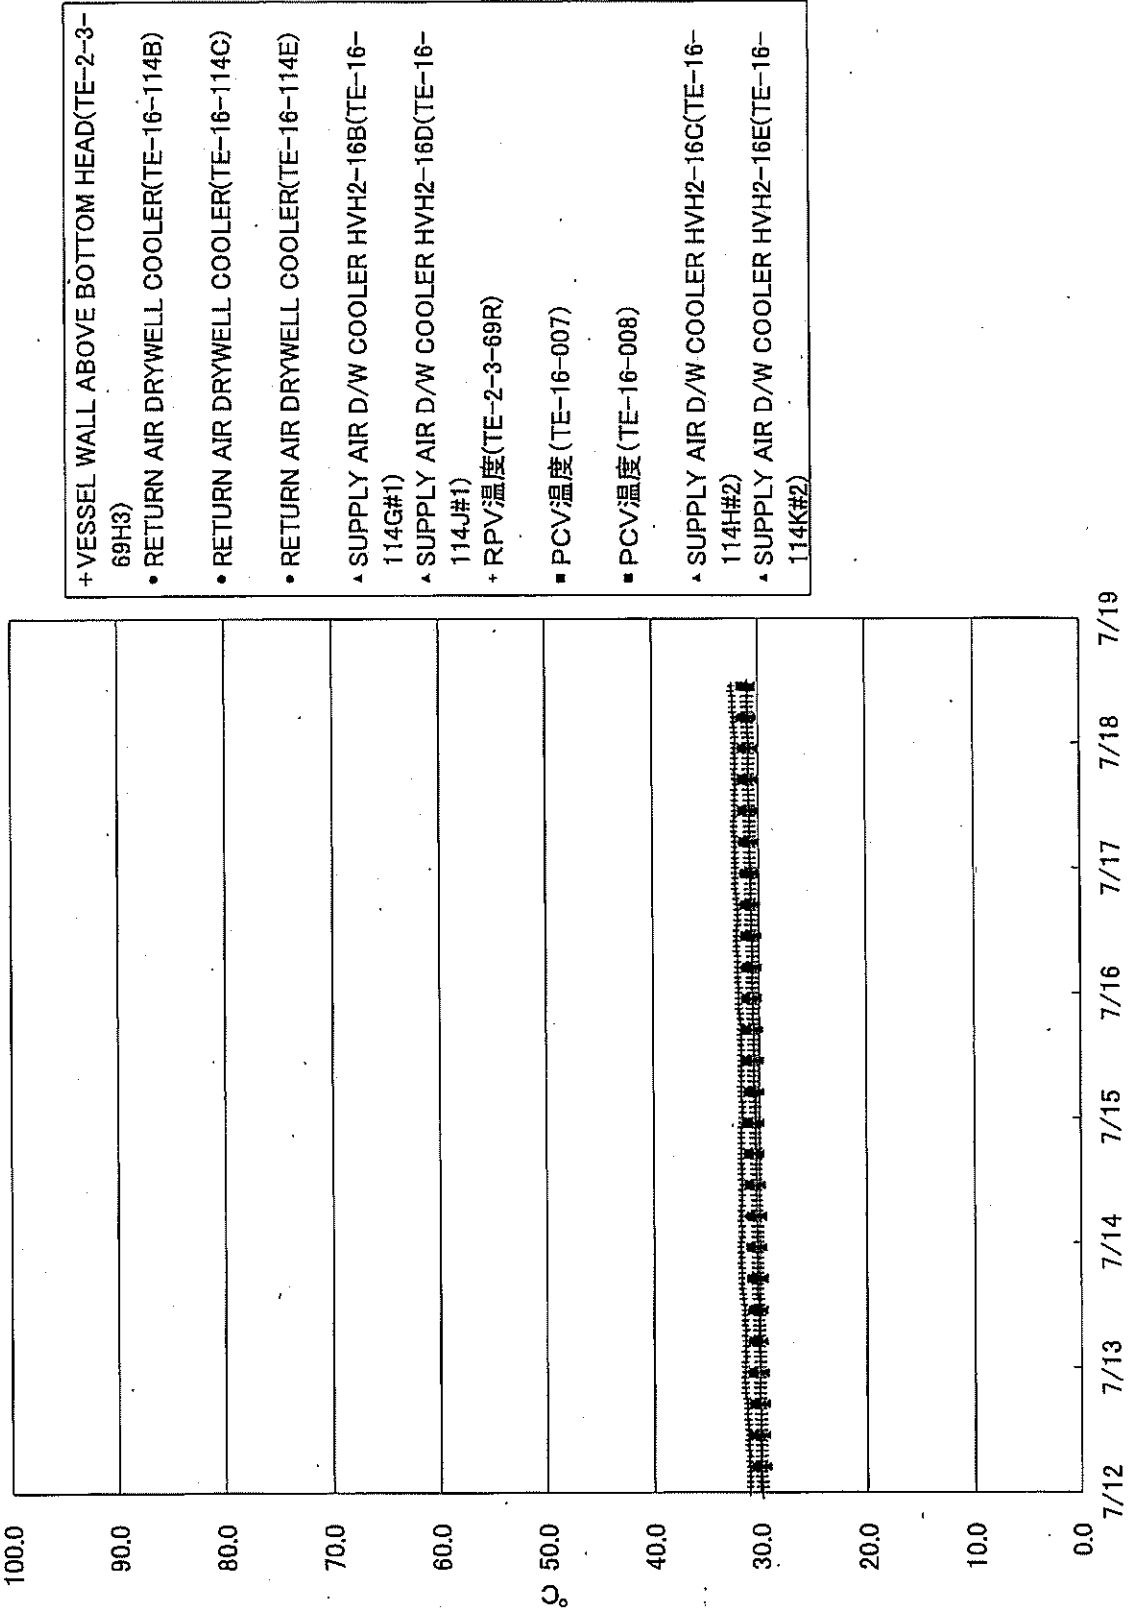 100.0
90.0
80.0
70.0
60.0
50.0
40.0
30.0
20.0
10.0
0.0
℃
7/12
7/13
7/14
7/15
7/16
7/17
7/18
7/19
+VESSEL WALL ABOVE BOTTOM HEAD(TE-2-3-
69H3)
• RETURN AIR DRYWELL COOLER(TE-16-114B)
• RETURN AIR DRYWELL COOLER(TE-16-114C)
• RETURN AIR DRYWELL COOLER(TE-16-114E)
▲ SUPPLY AIR D/W COOLER HVH2-16B(TE-16-
114G#1)
▲ SUPPLY AIR D/W COOLER HVH2-16D(TE-16-
114J#1)
+ RPV温度(TE-2-3-69R)
■ PCV温度(TE-16-007)
■ PCV温度(TE-16-008)
▲ SUPPLY AIR D/W COOLER HVH2-16C(TE-16-
114H#2)
▲ SUPPLY AIR D/W COOLER HVH2-16E(TE-16-
114K#2)